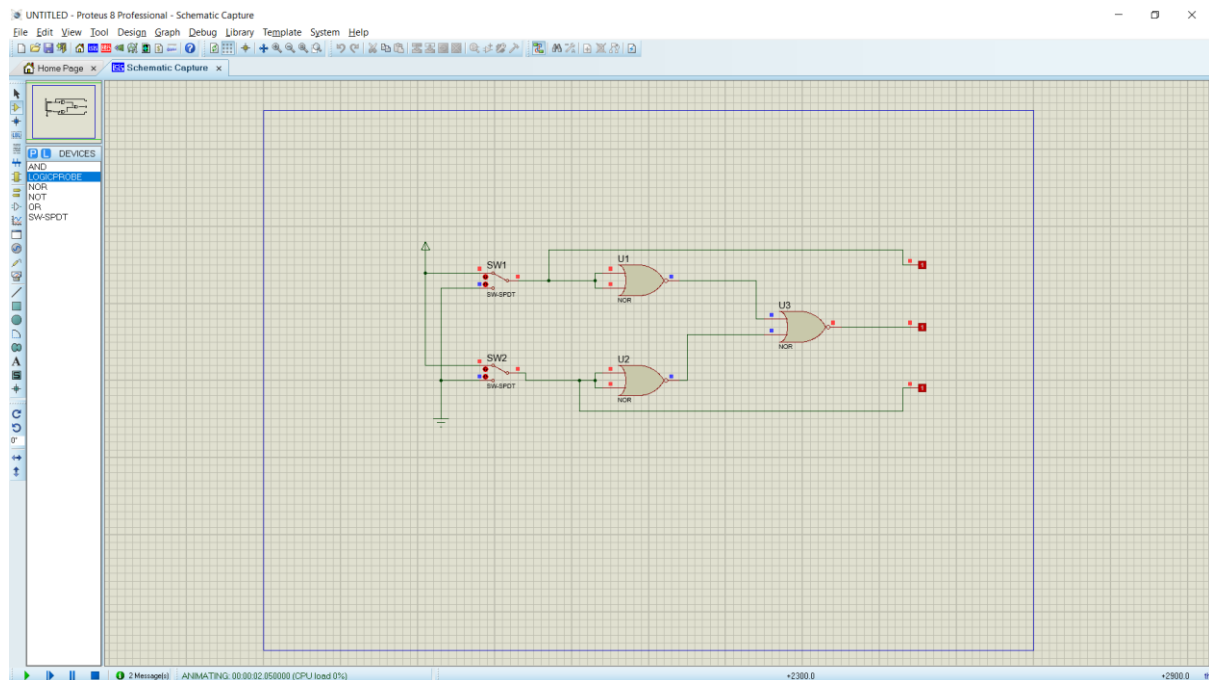 UNTITLED - Proteus 8 Professional - Schematic Capture
File Edit View Tool Design Graph Debug Library Template System Help
Home Page × Schematic Capture ×
P L DEVICES
AND
LOGICPROBE
NOR
NOT
OR
SW-SPDT
SW1
SW-SPDT
U1
NOR
U3
NOR
SW2
SW-SPDT
U2
NOR
0°
2 Message(s) ANIMATING: 00:00:02.050000 (CPU load 0%) +2300.0 +2900.0 th